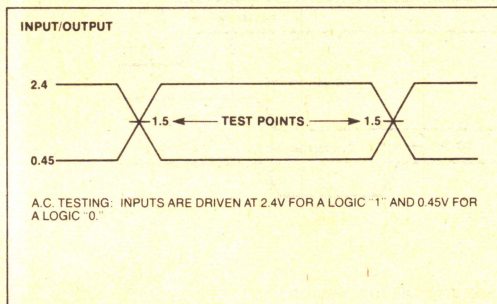 INPUT/OUTPUT
2.4
1.5 TEST POINTS 1.5
0.45
A.C. TESTING: INPUTS ARE DRIVEN AT 2.4V FOR A LOGIC "1" AND 0.45V FOR
A LOGIC "0."